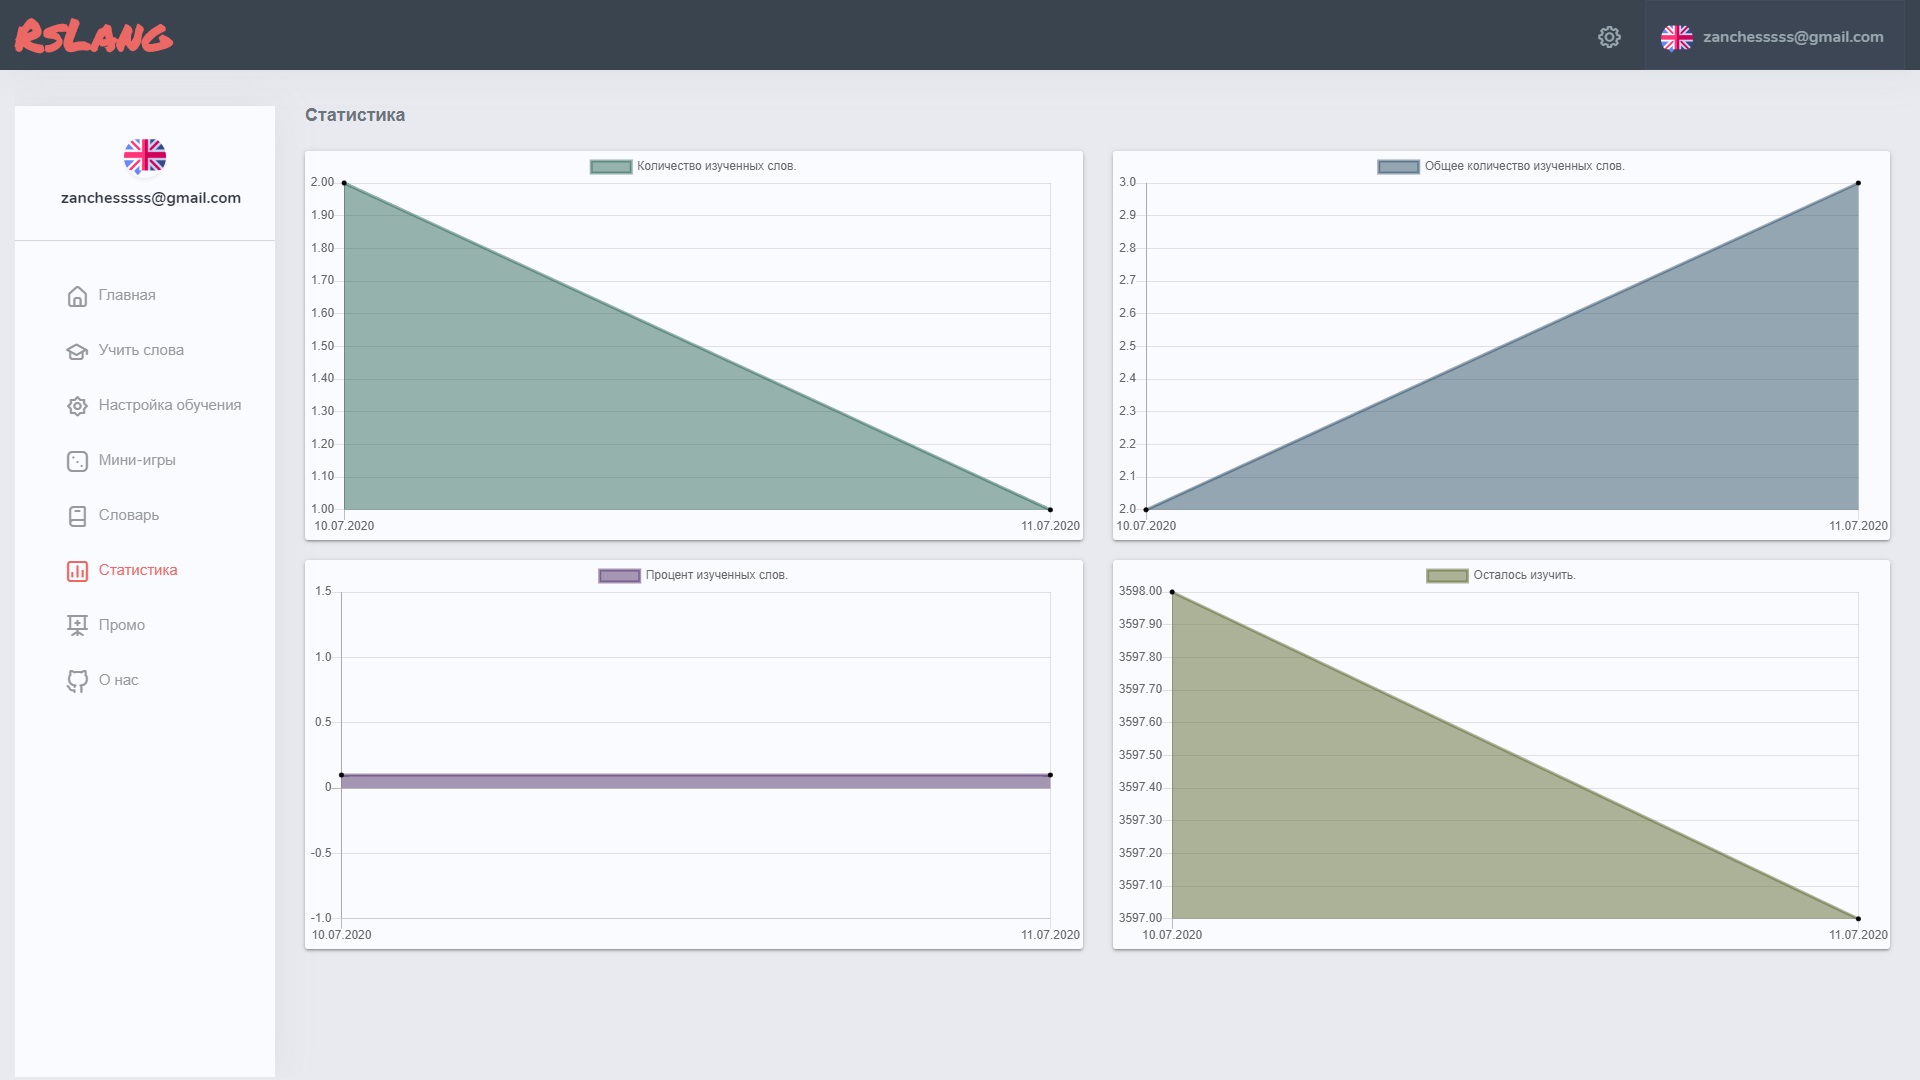 RSLang
zanchesssss@gmail.com
zanchesssss@gmail.com
Главная
Учить слова
Настройка обучения
Мини-игры
Словарь
Статистика
Промо
О нас
Статистика
Количество изученных слов.
2.00
1.90
1.80
1.70
1.60
1.50
1.40
1.30
1.20
1.10
1.00
10.07.2020 11.07.2020
Общее количество изученных слов.
3.0
2.9
2.8
2.7
2.6
2.5
2.4
2.3
2.2
2.1
2.0
10.07.2020 11.07.2020
Процент изученных слов.
1.5
1.0
0.5
0
-0.5
-1.0
10.07.2020 11.07.2020
Осталось изучить.
3598.00
3597.90
3597.80
3597.70
3597.60
3597.50
3597.40
3597.30
3597.20
3597.10
3597.00
10.07.2020 11.07.2020